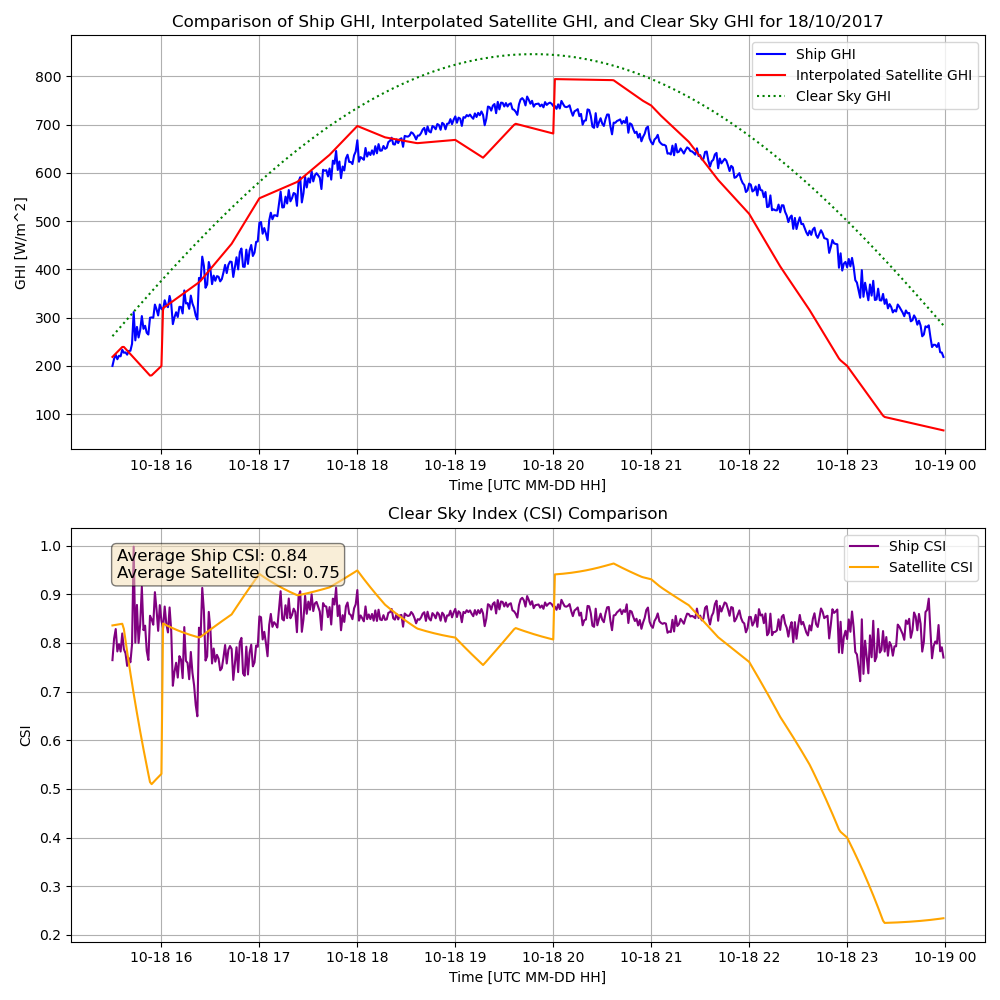 Comparison of Ship GHI, Interpolated Satellite GHI, and Clear Sky GHI for 18/10/2017
Ship GHI
Interpolated Satellite GHI
Clear Sky GHI
GHI [W/m^2]
800
700
600
500
400
300
200
100
10-18 16 10-18 17 10-18 18 10-18 19 10-18 20 10-18 21 10-18 22 10-18 23 10-19 00
Time [UTC MM-DD HH]
Clear Sky Index (CSI) Comparison
Average Ship CSI: 0.84
Average Satellite CSI: 0.75
Ship CSI
Satellite CSI
CSI
1.0
0.9
0.8
0.7
0.6
0.5
0.4
0.3
0.2
10-18 16 10-18 17 10-18 18 10-18 19 10-18 20 10-18 21 10-18 22 10-18 23 10-19 00
Time [UTC MM-DD HH]